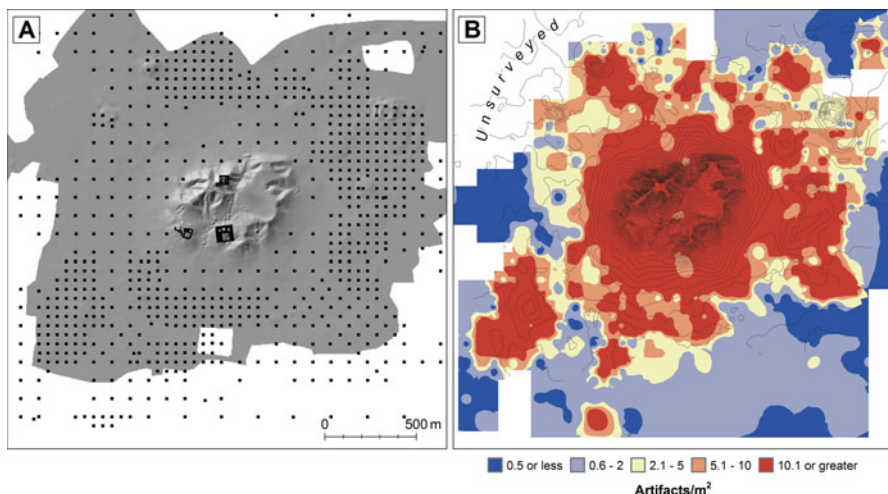 A
B
Unsurveyed
0 500 m
0.5 or less 0.6 - 2 2.1 - 5 5.1 - 10 10.1 or greater
Artifacts/m²